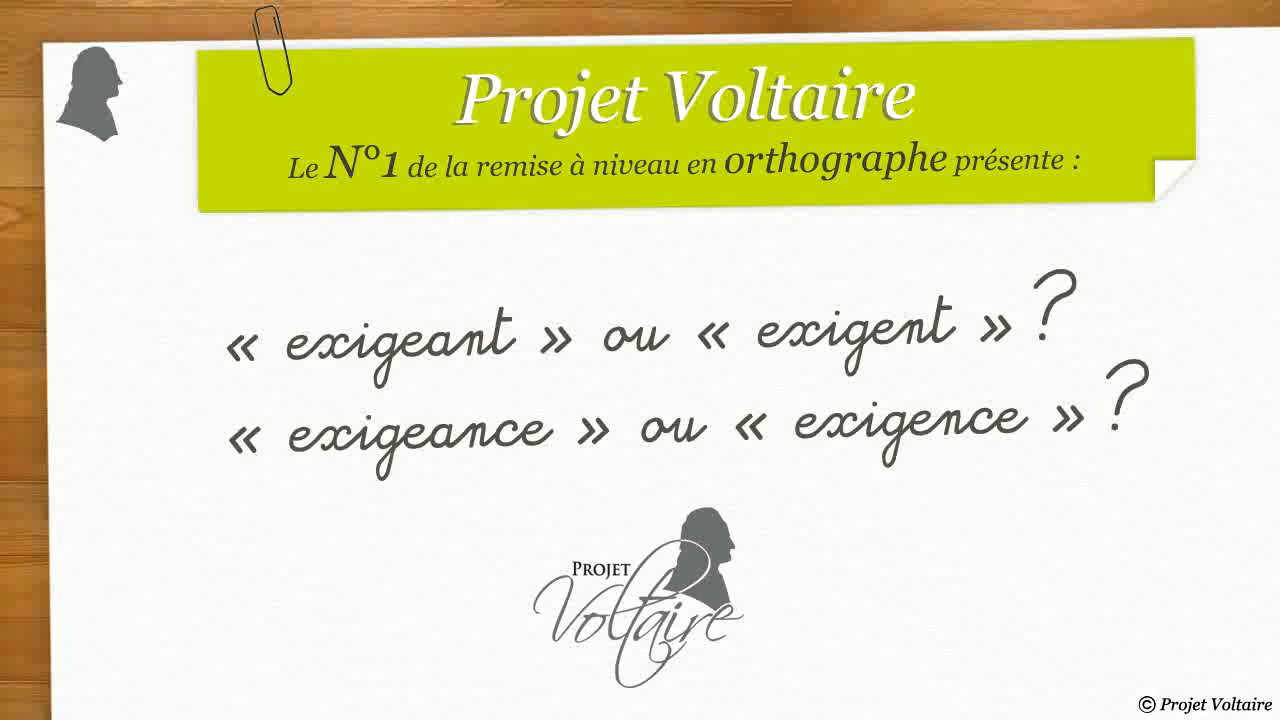 Projet Voltaire
Le N°1 de la remise à niveau en orthographe présente :
« exigeant » ou « exigent » ?
« exigeance » ou « exigence » ?
PROJET
Voltaire
© Projet Voltaire